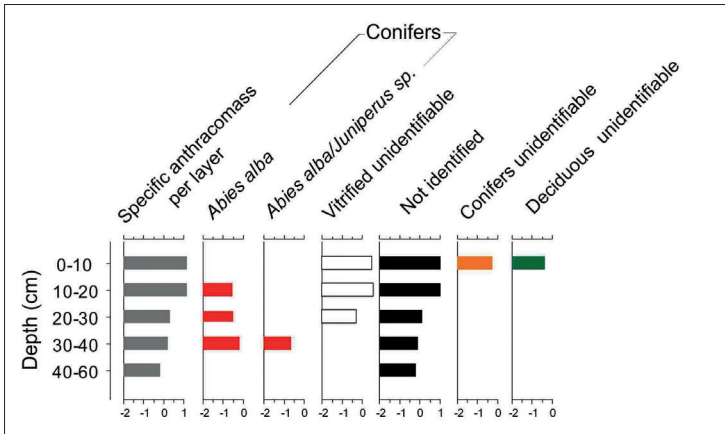 Conifers
Specific anthracomass
per layer
Abies alba
Abies alba/Juniperus sp.
Vitrified unidentifiable
Not identified
Conifers unidentifiable
Deciduous unidentifiable
Depth (cm)
0-10
10-20
20-30
30-40
40-60
-2 -1 0 1
-2 -1 0
-2 -1 0
-2 -1 0
-2 -1 0 1
-2 -1 0
-2 -1 0